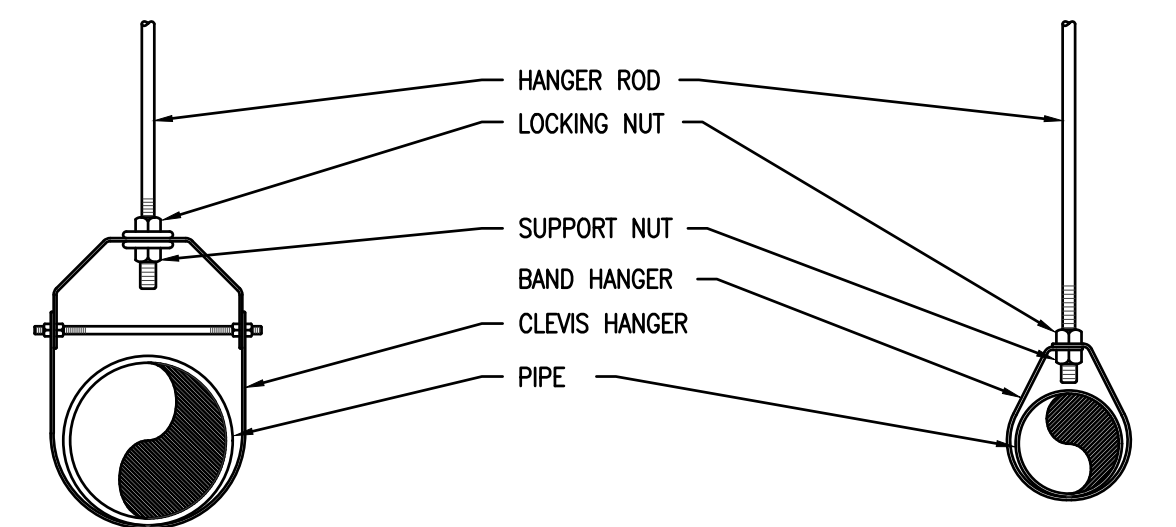 HANGER ROD
LOCKING NUT
SUPPORT NUT
BAND HANGER
CLEVIS HANGER
PIPE